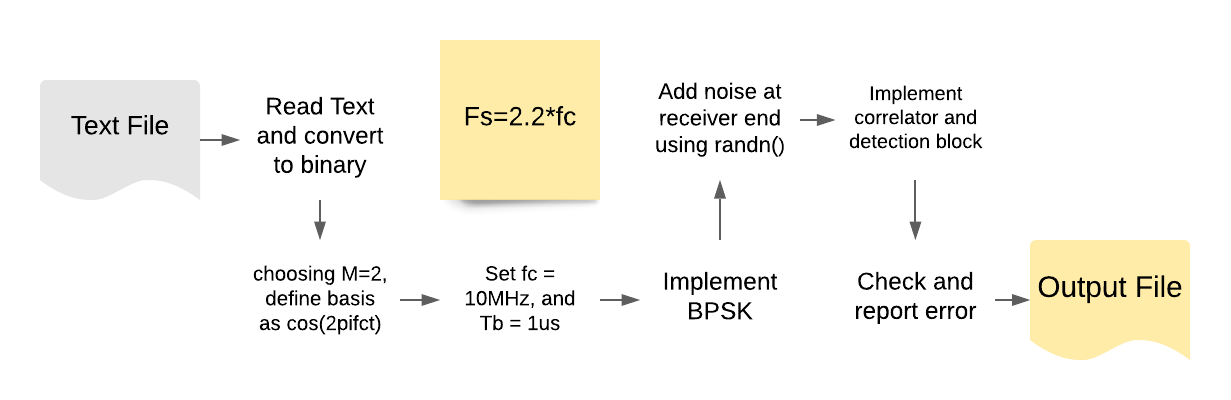 Text File
Read Text
and convert
to binary
choosing M=2,
define basis
as cos(2pifct)
Fs=2.2*fc
Set fc =
10MHz, and
Tb = 1us
Implement
BPSK
Add noise at
receiver end
using randn()
Implement
correlator and
detection block
Check and
report error
Output File